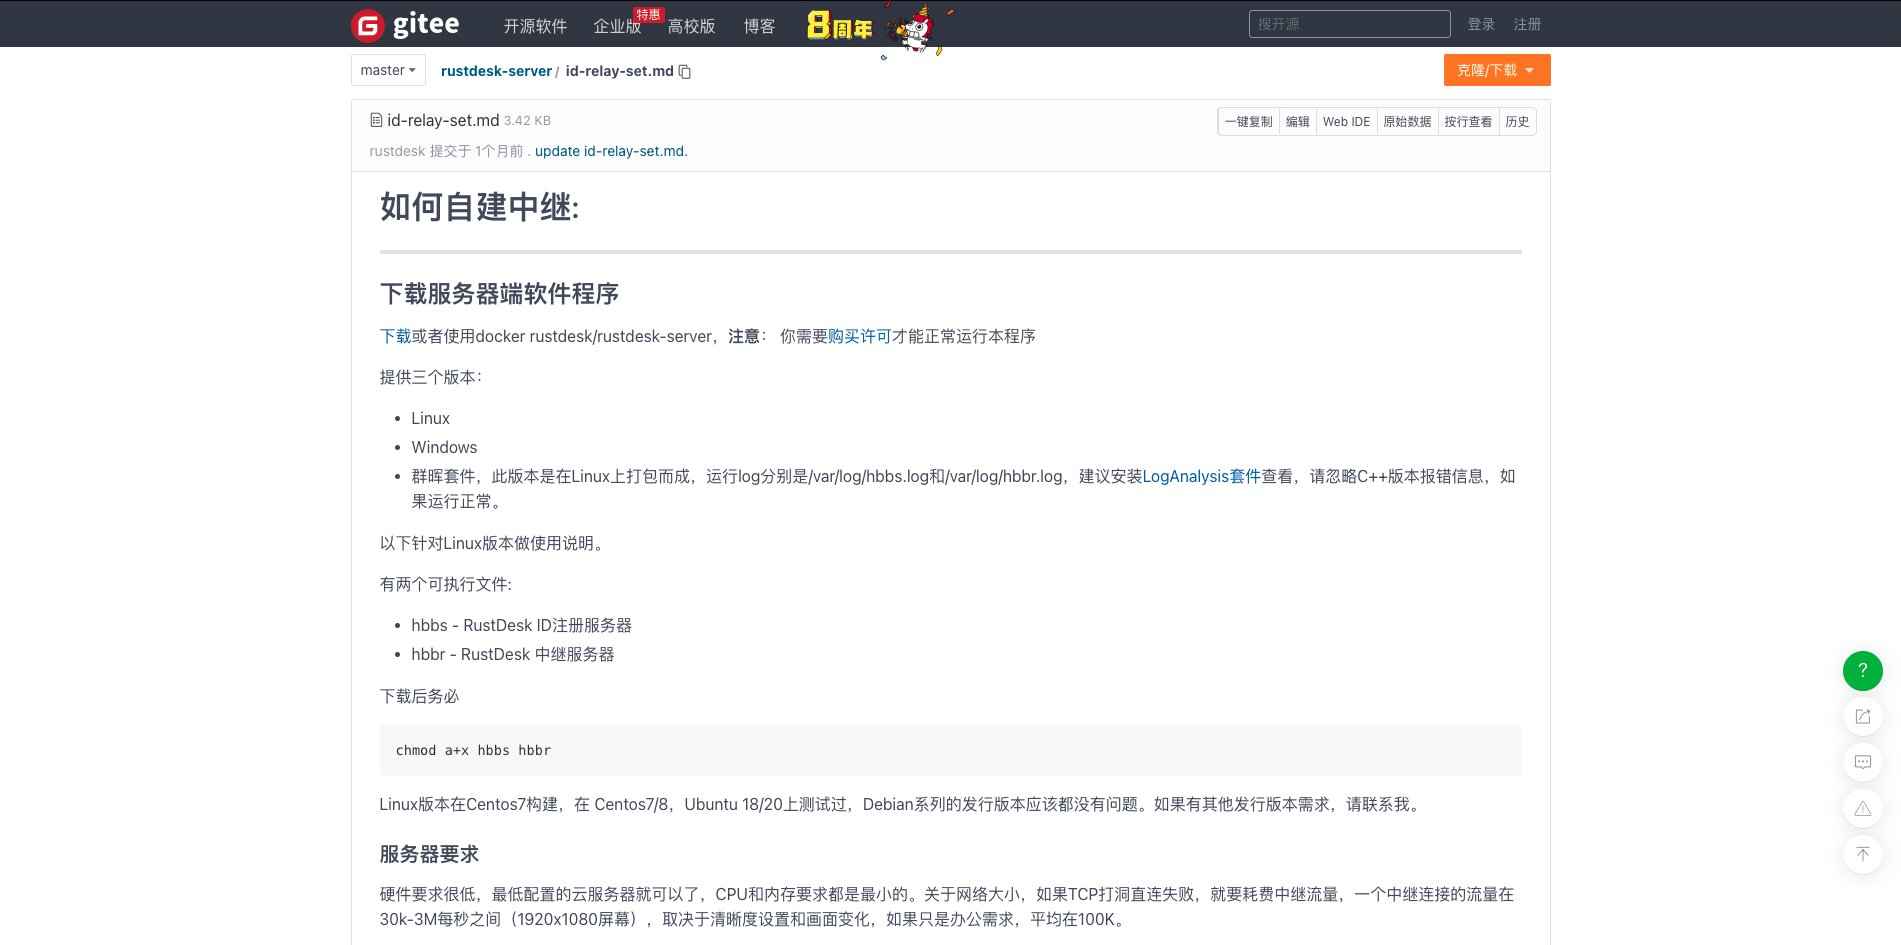 gitee
开源软件
企业版
特惠
高校版
博客
8周年
搜开源
登录
注册
master
rustdesk-server / id-relay-set.md
克隆/下载
id-relay-set.md 3.42 KB
一键复制
编辑
Web IDE
原始数据
按行查看
历史
rustdesk 提交于 1个月前 . update id-relay-set.md.
如何自建中继:
下载服务器端软件程序
下载或者使用docker rustdesk/rustdesk-server，注意： 你需要购买许可才能正常运行本程序
提供三个版本：
• Linux
• Windows
• 群晖套件，此版本是在Linux上打包而成，运行log分别是/var/log/hbbs.log和/var/log/hbbr.log，建议安装LogAnalysis套件查看，请忽略C++版本报错信息，如
果运行正常。
以下针对Linux版本做使用说明。
有两个可执行文件:
• hbbs - RustDesk ID注册服务器
• hbbr - RustDesk 中继服务器
下载后务必
chmod a+x hbbs hbbr
Linux版本在Centos7构建，在 Centos7/8，Ubuntu 18/20上测试过，Debian系列的发行版本应该都没有问题。如果有其他发行版本需求，请联系我。
服务器要求
硬件要求很低，最低配置的云服务器就可以了，CPU和内存要求都是最小的。关于网络大小，如果TCP打洞直连失败，就要耗费中继流量，一个中继连接的流量在
30k-3M每秒之间（1920x1080屏幕），取决于清晰度设置和画面变化，如果只是办公需求，平均在100K。
?